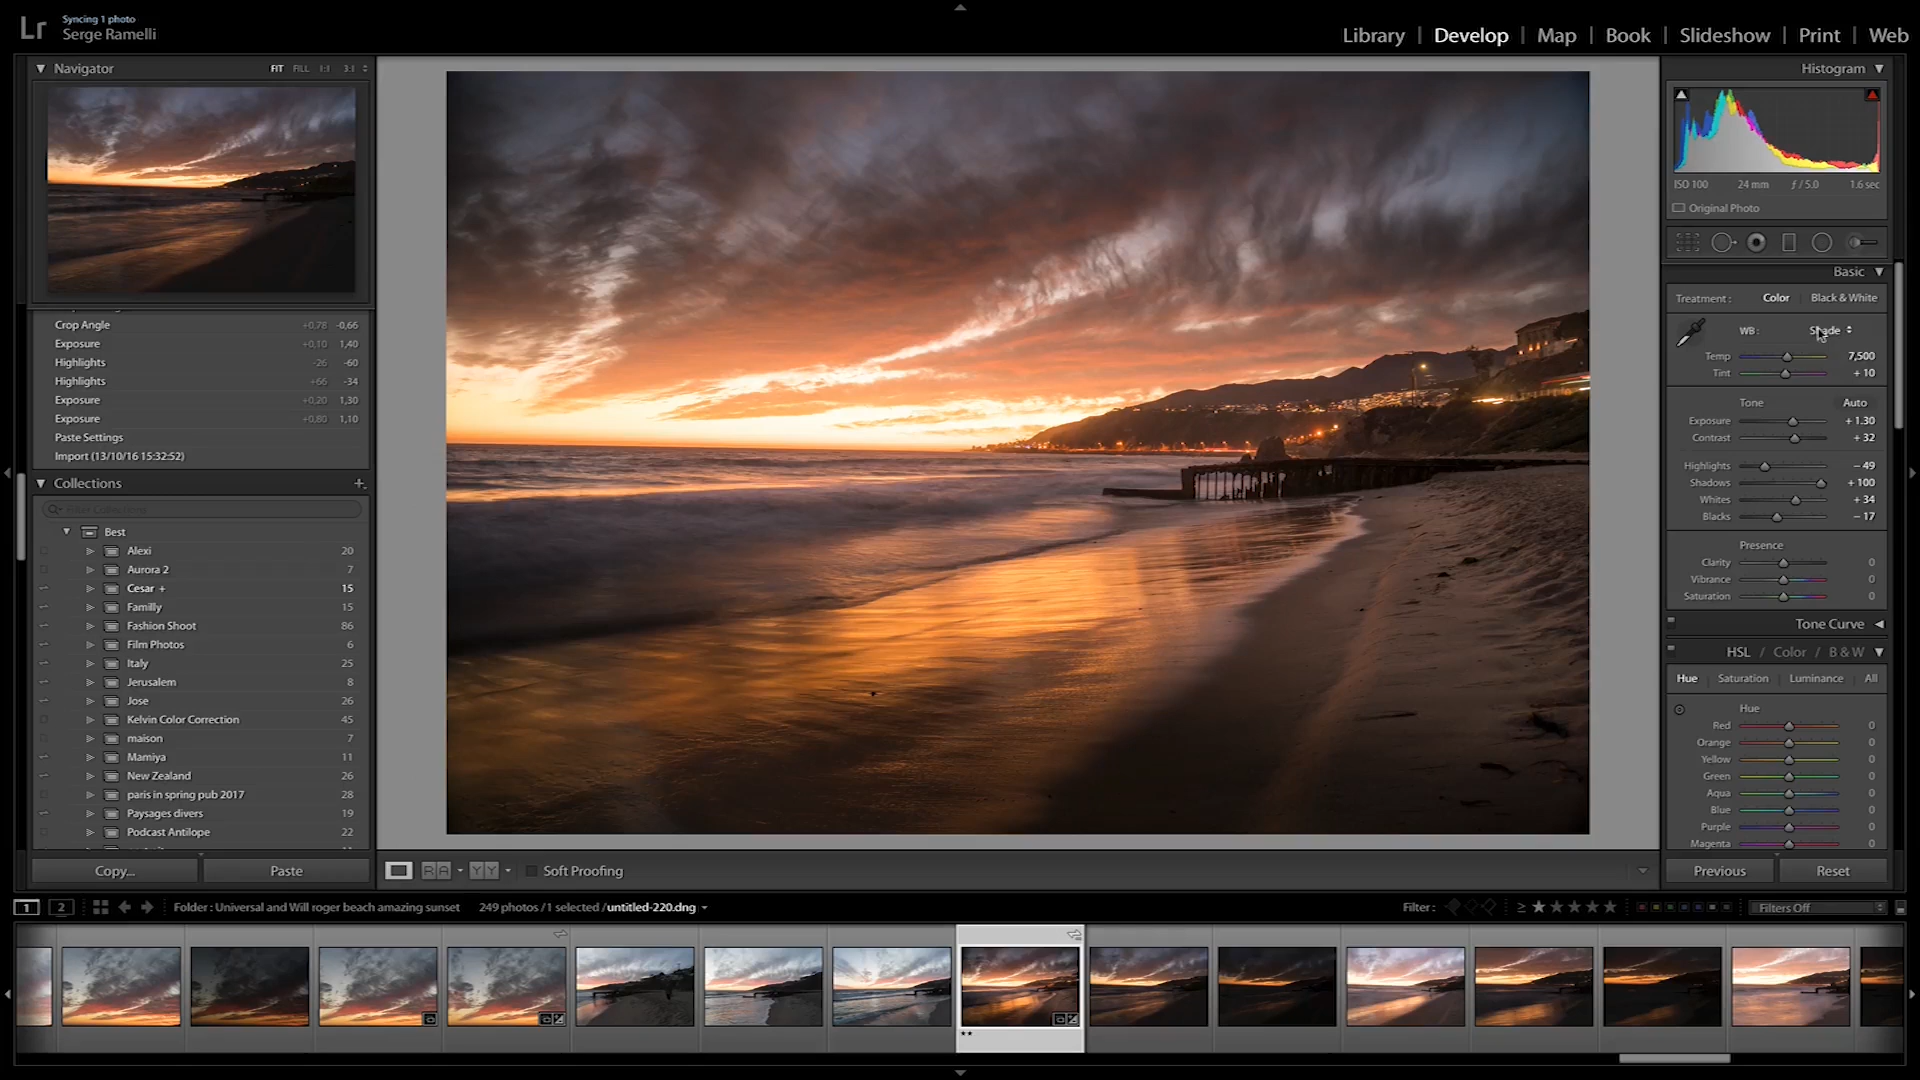 Lr
Syncing 1 photo
Serge Ramelli
Library | Develop | Map | Book | Slideshow | Print | Web
Navigator
FIT FILL 1:1 3:1
Crop Angle +0,78 -0,66
Exposure +0,10 1,40
Highlights -26 -60
Highlights +66 -34
Exposure +0,20 1,30
Exposure +0,80 1,10
Paste Settings
Import (13/10/16 15:32:52)
Collections
Filter Collections
Best
Alexi 20
Aurora 2 7
Cesar + 15
Familly 15
Fashion Shoot 86
Film Photos 6
Italy 25
Jerusalem 8
Jose 26
Kelvin Color Correction 45
maison 7
Mamiya 11
New Zealand 26
paris in spring pub 2017 28
Paysages divers 19
Podcast Antilope 22
Copy... Paste
Soft Proofing
Histogram
ISO 100 24 mm ƒ / 5.0 1.6 sec
Original Photo
Basic
Treatment : Color Black & White
WB : Shade
Temp 7,500
Tint + 10
Tone Auto
Exposure + 1.30
Contrast + 32
Highlights - 49
Shadows + 100
Whites + 34
Blacks - 17
Presence
Clarity 0
Vibrance 0
Saturation 0
Tone Curve
HSL / Color / B & W
Hue Saturation Luminance All
Hue
Red 0
Orange 0
Yellow 0
Green 0
Aqua 0
Blue 0
Purple 0
Magenta 0
Previous Reset
1 2 Folder : Universal and Will roger beach amazing sunset 249 photos / 1 selected / untitled-220.dng Filter : ≥ Filters Off